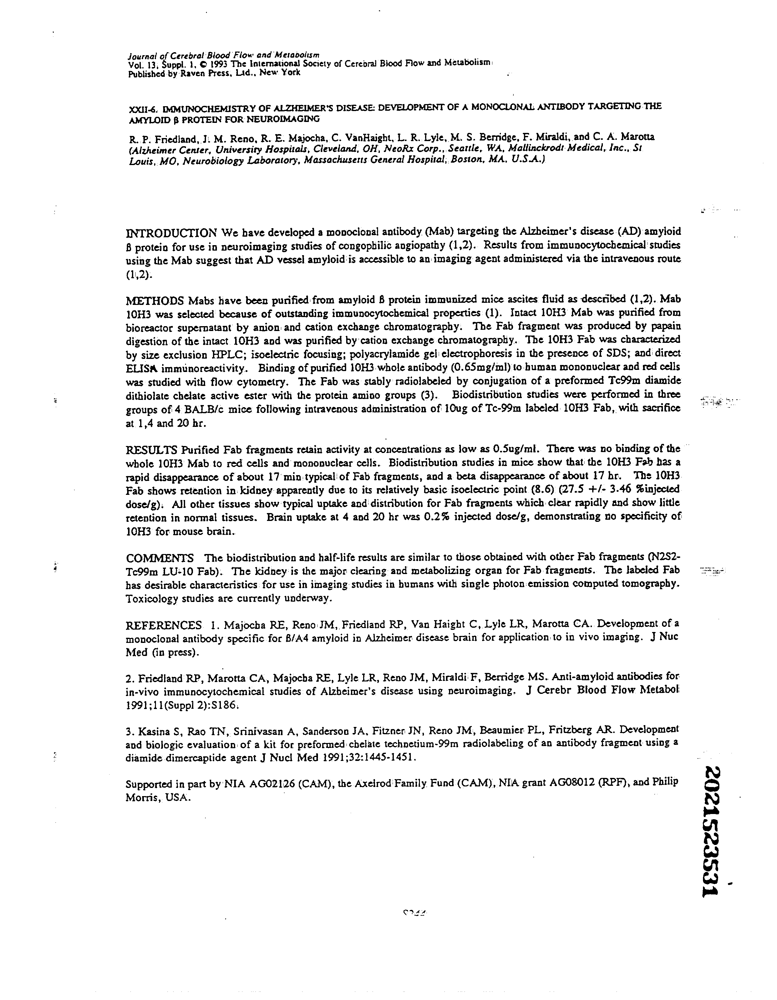 Journal of Cerebral Blood Flow and Metabolism
Vol. 13, Suppl. 1, © 1993 The International Society of Cerebral Blood Flow and Metabolism
Published by Raven Press, Ltd., New York
XXII-6. IMMUNOCHEMISTRY OF ALZHEIMER'S DISEASE: DEVELOPMENT OF A MONOCLONAL ANTIBODY TARGETING THE
AMYLOID β PROTEIN FOR NEUROIMAGING
R. P. Friedland, J. M. Reno, R. E. Majocha, C. VanHaight, L. R. Lyle, M. S. Berridge, F. Miraldi, and C. A. Marotta
(Alzheimer Center, University Hospitals, Cleveland, OH, NeoRx Corp., Seattle, WA, Mallinckrodt Medical, Inc., St
Louis, MO, Neurobiology Laboratory, Massachusetts General Hospital, Boston, MA, U.S.A.)
INTRODUCTION We have developed a monoclonal antibody (Mab) targeting the Alzheimer's disease (AD) amyloid
β protein for use in neuroimaging studies of congophilic angiopathy (1,2). Results from immunocytochemical studies
using the Mab suggest that AD vessel amyloid is accessible to an imaging agent administered via the intravenous route
(1,2).
METHODS Mabs have been purified from amyloid β protein immunized mice ascites fluid as described (1,2). Mab
10H3 was selected because of outstanding immunocytochemical properties (1). Intact 10H3 Mab was purified from
bioreactor supernatant by anion and cation exchange chromatography. The Fab fragment was produced by papain
digestion of the intact 10H3 and was purified by cation exchange chromatography. The 10H3 Fab was characterized
by size exclusion HPLC; isoelectric focusing; polyacrylamide gel electrophoresis in the presence of SDS; and direct
ELISA immunoreactivity. Binding of purified 10H3 whole antibody (0.65mg/ml) to human mononuclear and red cells
was studied with flow cytometry. The Fab was stably radiolabeled by conjugation of a preformed Tc99m diamide
dithiolate chelate active ester with the protein amino groups (3). Biodistribution studies were performed in three
groups of 4 BALB/c mice following intravenous administration of 10ug of Tc-99m labeled 10H3 Fab, with sacrifice
at 1,4 and 20 hr.
RESULTS Purified Fab fragments retain activity at concentrations as low as 0.5ug/ml. There was no binding of the
whole 10H3 Mab to red cells and mononuclear cells. Biodistribution studies in mice show that the 10H3 Fab has a
rapid disappearance of about 17 min typical of Fab fragments, and a beta disappearance of about 17 hr. The 10H3
Fab shows retention in kidney apparently due to its relatively basic isoelectric point (8.6) (27.5 +/- 3.46 %injected
dose/g). All other tissues show typical uptake and distribution for Fab fragments which clear rapidly and show little
retention in normal tissues. Brain uptake at 4 and 20 hr was 0.2% injected dose/g, demonstrating no specificity of
10H3 for mouse brain.
COMMENTS The biodistribution and half-life results are similar to those obtained with other Fab fragments (N2S2-
Tc99m LU-10 Fab). The kidney is the major clearing and metabolizing organ for Fab fragments. The labeled Fab
has desirable characteristics for use in imaging studies in humans with single photon emission computed tomography.
Toxicology studies are currently underway.
REFERENCES 1. Majocha RE, Reno JM, Friedland RP, Van Haight C, Lyle LR, Marotta CA. Development of a
monoclonal antibody specific for β/A4 amyloid in Alzheimer disease brain for application to in vivo imaging. J Nuc
Med (in press).
2. Friedland RP, Marotta CA, Majocha RE, Lyle LR, Reno JM, Miraldi F, Berridge MS. Anti-amyloid antibodies for
in-vivo immunocytochemical studies of Alzheimer's disease using neuroimaging. J Cerebr Blood Flow Metabol
1991;11(Suppl 2):S186.
3. Kasina S, Rao TN, Srinivasan A, Sanderson JA, Fitzner JN, Reno JM, Beaumier PL, Fritzberg AR. Development
and biologic evaluation of a kit for preformed chelate technetium-99m radiolabeling of an antibody fragment using a
diamide dimercaptide agent J Nucl Med 1991;32:1445-1451.
Supported in part by NIA AG02126 (CAM), the Axelrod Family Fund (CAM), NIA grant AG08012 (RPF), and Philip
Morris, USA.
2021523531